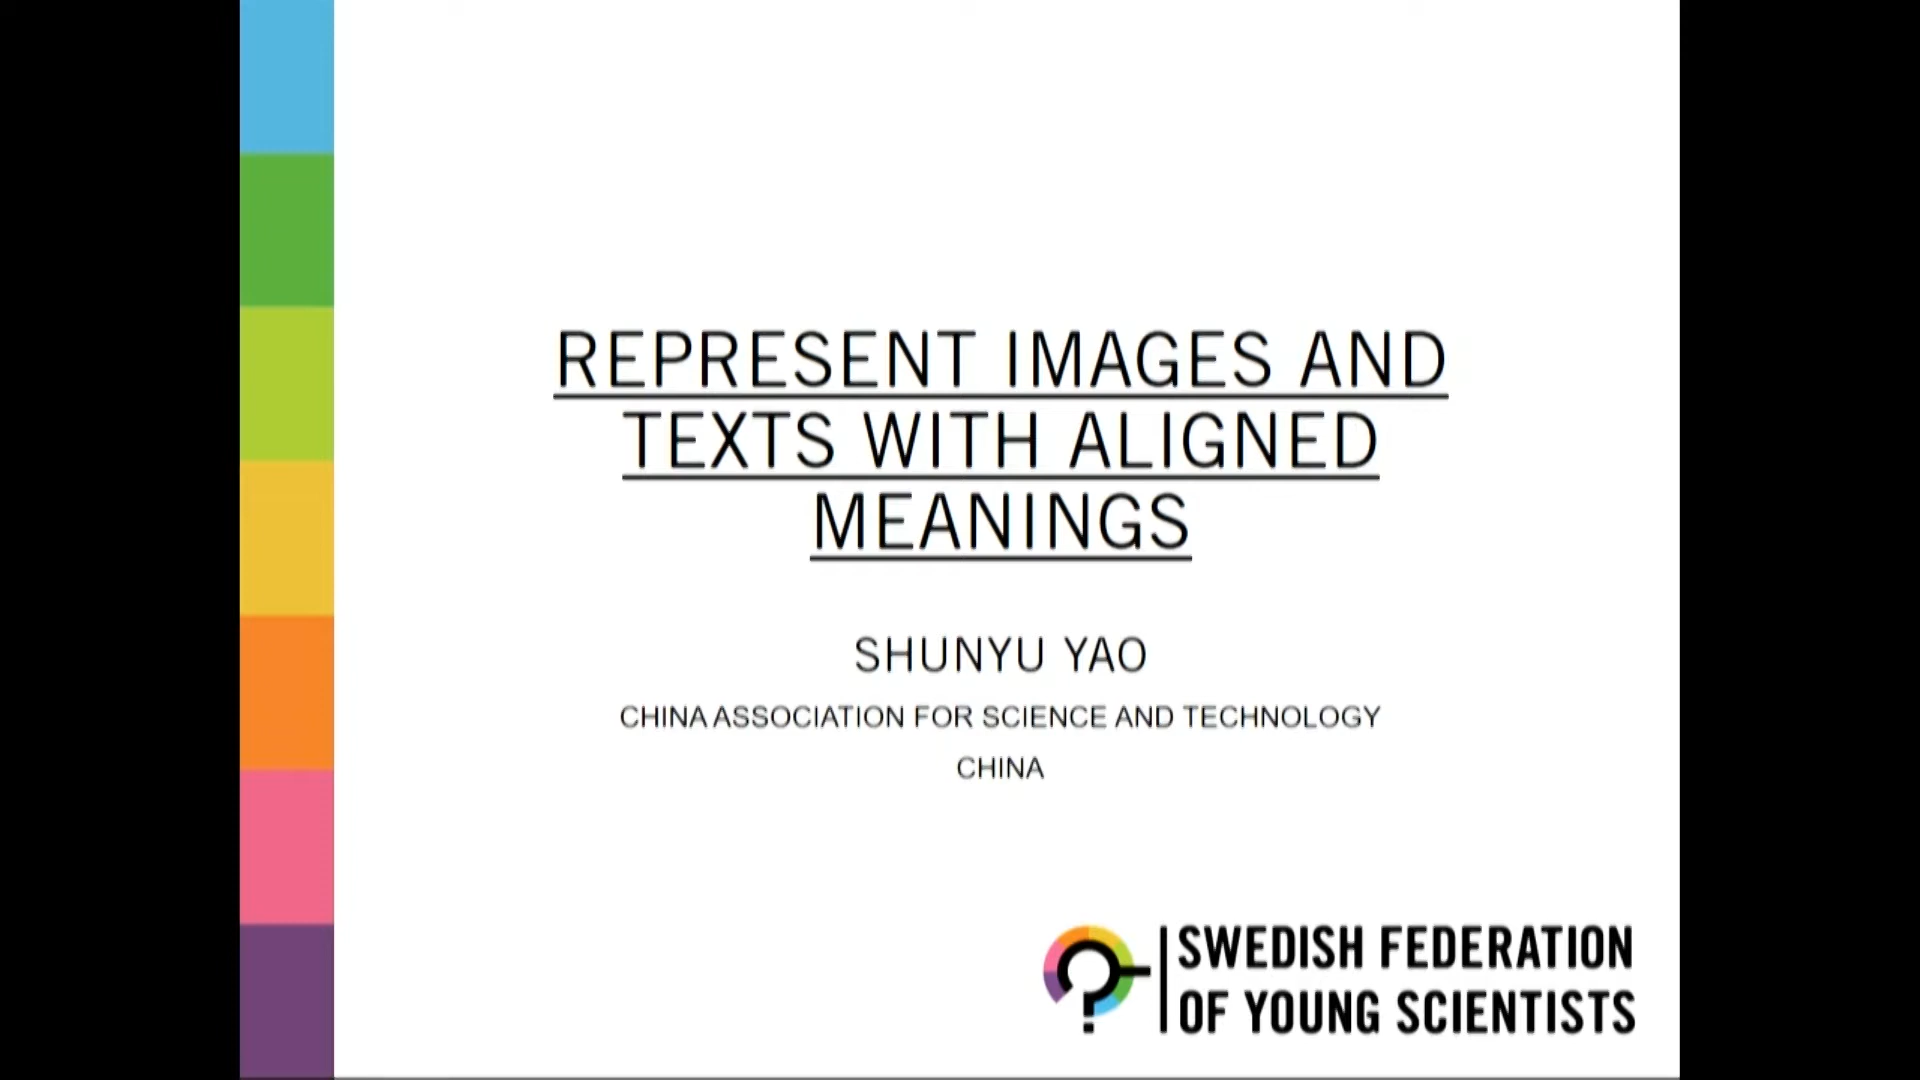 REPRESENT IMAGES AND
TEXTS WITH ALIGNED
MEANINGS
SHUNYU YAO
CHINA ASSOCIATION FOR SCIENCE AND TECHNOLOGY
CHINA
SWEDISH FEDERATION
OF YOUNG SCIENTISTS